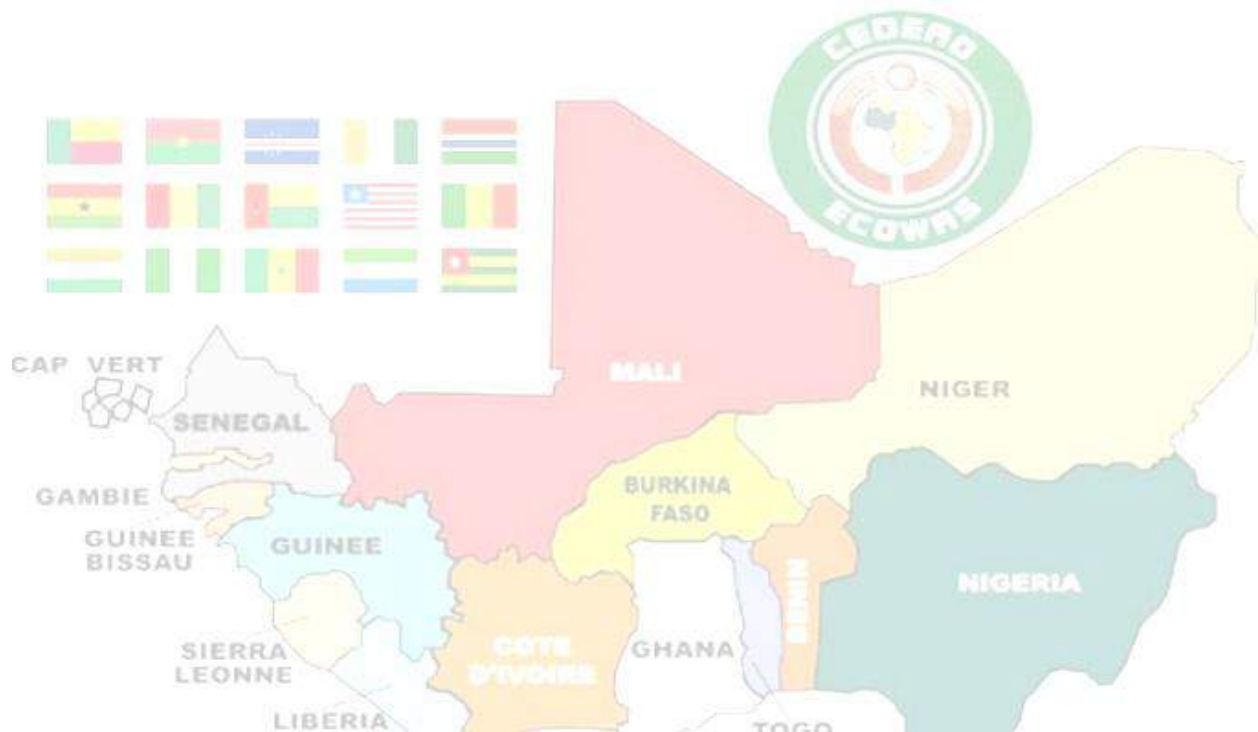 CEDEAO
ECOWAS
CAP VERT
MALI
NIGER
SENEGAL
GAMBIE
BURKINA
FASO
GUINEE
BISSAU
GUINEE
NIGERIA
BENIN
SIERRA
LEONNE
COTE
D'IVOIRE
GHANA
LIBERIA
TOGO